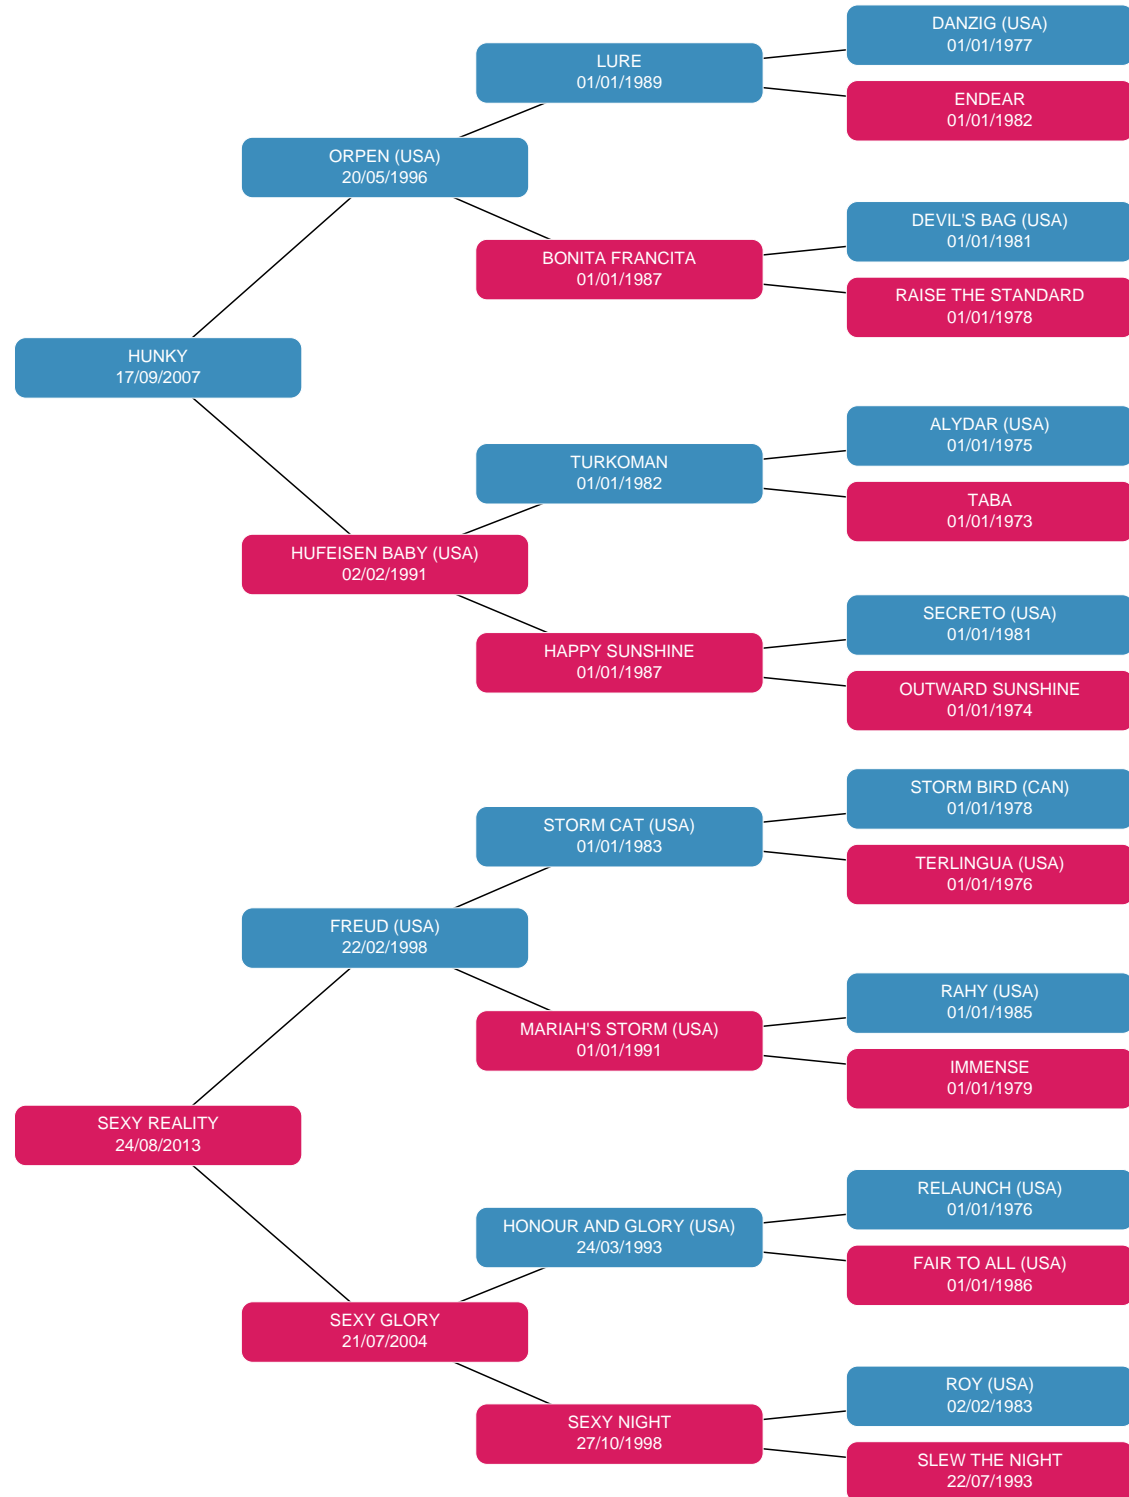 DANZIG (USA)
01/01/1977
LURE
01/01/1989
ENDEAR
01/01/1982
ORPEN (USA)
20/05/1996
DEVIL'S BAG (USA)
01/01/1981
BONITA FRANCITA
01/01/1987
RAISE THE STANDARD
01/01/1978
HUNKY
17/09/2007
ALYDAR (USA)
01/01/1975
TURKOMAN
01/01/1982
TABA
01/01/1973
HUFEISEN BABY (USA)
02/02/1991
SECRETO (USA)
01/01/1981
HAPPY SUNSHINE
01/01/1987
OUTWARD SUNSHINE
01/01/1974
STORM BIRD (CAN)
01/01/1978
STORM CAT (USA)
01/01/1983
TERLINGUA (USA)
01/01/1976
FREUD (USA)
22/02/1998
RAHY (USA)
01/01/1985
MARIAH'S STORM (USA)
01/01/1991
IMMENSE
01/01/1979
SEXY REALITY
24/08/2013
RELAUNCH (USA)
01/01/1976
HONOUR AND GLORY (USA)
24/03/1993
FAIR TO ALL (USA)
01/01/1986
SEXY GLORY
21/07/2004
ROY (USA)
02/02/1983
SEXY NIGHT
27/10/1998
SLEW THE NIGHT
22/07/1993